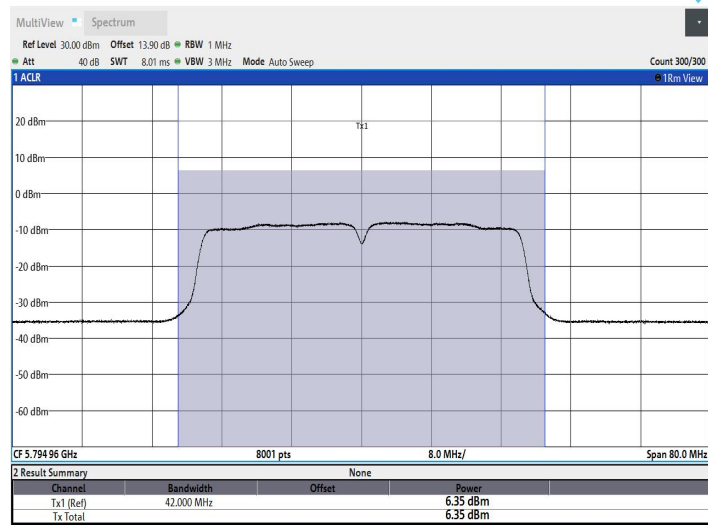 MultiView Spectrum
Ref Level 30.00 dBm Offset 13.90 dB RBW 1 MHz
Att 40 dB SWT 8.01 ms VBW 3 MHz Mode Auto Sweep Count 300/300
1 ACLR 1Rm View
Tx1
20 dBm
10 dBm
0 dBm
-10 dBm
-20 dBm
-30 dBm
-40 dBm
-50 dBm
-60 dBm
CF 5.794 96 GHz 8001 pts 8.0 MHz/ Span 80.0 MHz
2 Result Summary None
Channel Bandwidth Offset Power
Tx1 (Ref) 42.000 MHz 6.35 dBm
Tx Total 6.35 dBm